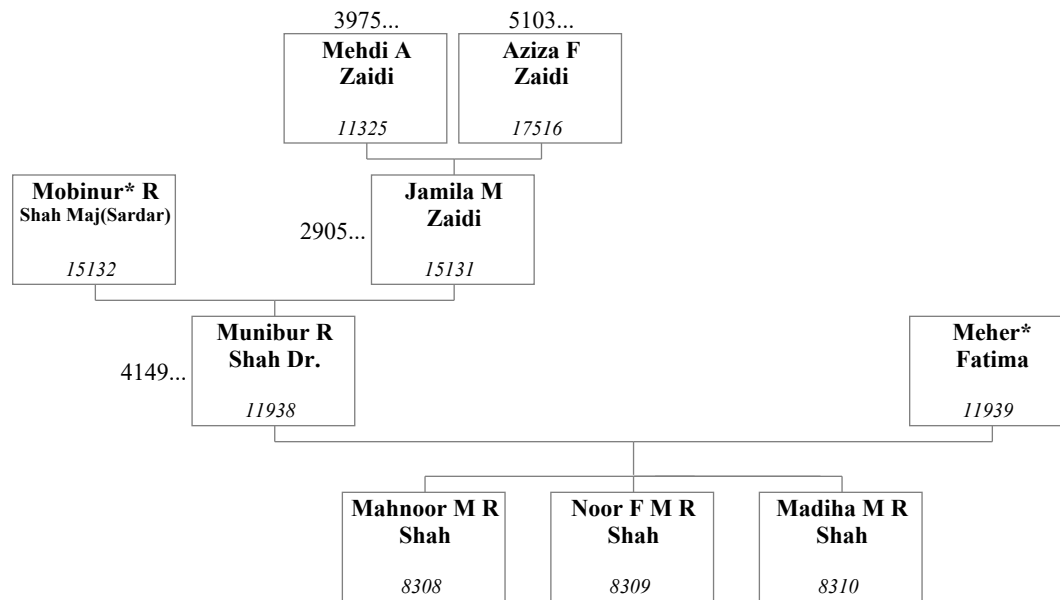 3975...
5103...
Mehdi A
Zaidi
11325
Aziza F
Zaidi
17516
Mobinur* R
Shah Maj(Sardar)
15132
2905...
Jamila M
Zaidi
15131
4149...
Munibur R
Shah Dr.
11938
Meher*
Fatima
11939
Mahnoor M R
Shah
8308
Noor F M R
Shah
8309
Madiha M R
Shah
8310